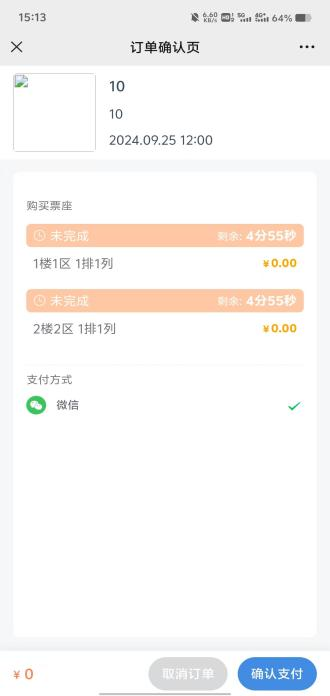 15:13
6.60 KB/s
5G
4G+
64%
订单确认页
10
10
2024.09.25 12:00
购买票座
未完成 剩余: 4分55秒
1楼1区 1排1列 ¥0.00
未完成 剩余: 4分55秒
2楼2区 1排1列 ¥0.00
支付方式
微信
¥ 0 取消订单 确认支付